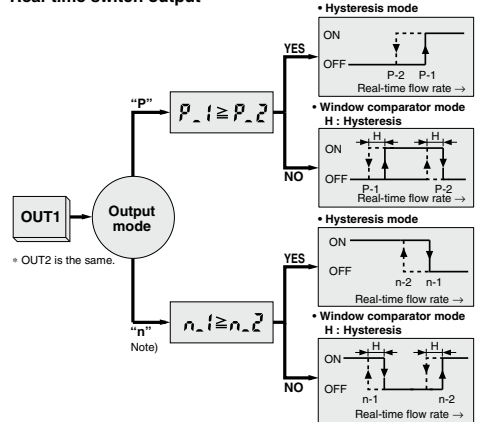 Real-time switch output
OUT1
* OUT2 is the same.
Output
mode
"P"
P_1 ≧ P_2
YES
• Hysteresis mode
ON
OFF
P-2 P-1
Real-time flow rate →
NO
• Window comparator mode
H : Hysteresis
H H
ON
OFF
P-1 P-2
Real-time flow rate →
"n"
Note)
n_1 ≧ n_2
YES
• Hysteresis mode
ON
OFF
n-2 n-1
Real-time flow rate →
NO
• Window comparator mode
H : Hysteresis
H H
ON
OFF
n-1 n-2
Real-time flow rate →